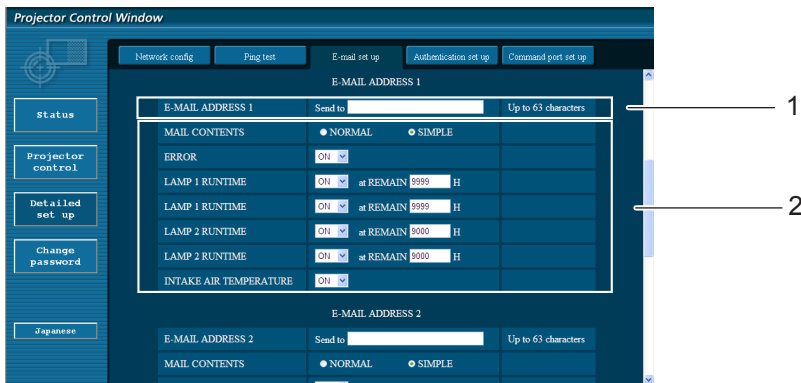 Projector Control Window
Network config Ping test E-mail set up Authentication set up Command port set up
E-MAIL ADDRESS 1
E-MAIL ADDRESS 1 Send to Up to 63 characters
1
MAIL CONTENTS NORMAL SIMPLE
ERROR ON
LAMP 1 RUNTIME ON at REMAIN 9999 H
LAMP 1 RUNTIME ON at REMAIN 9999 H
2
LAMP 2 RUNTIME ON at REMAIN 9000 H
LAMP 2 RUNTIME ON at REMAIN 9000 H
INTAKE AIR TEMPERATURE ON
E-MAIL ADDRESS 2
E-MAIL ADDRESS 2 Send to Up to 63 characters
MAIL CONTENTS NORMAL SIMPLE
Status
Projector
control
Detailed
set up
Change
password
Japanese